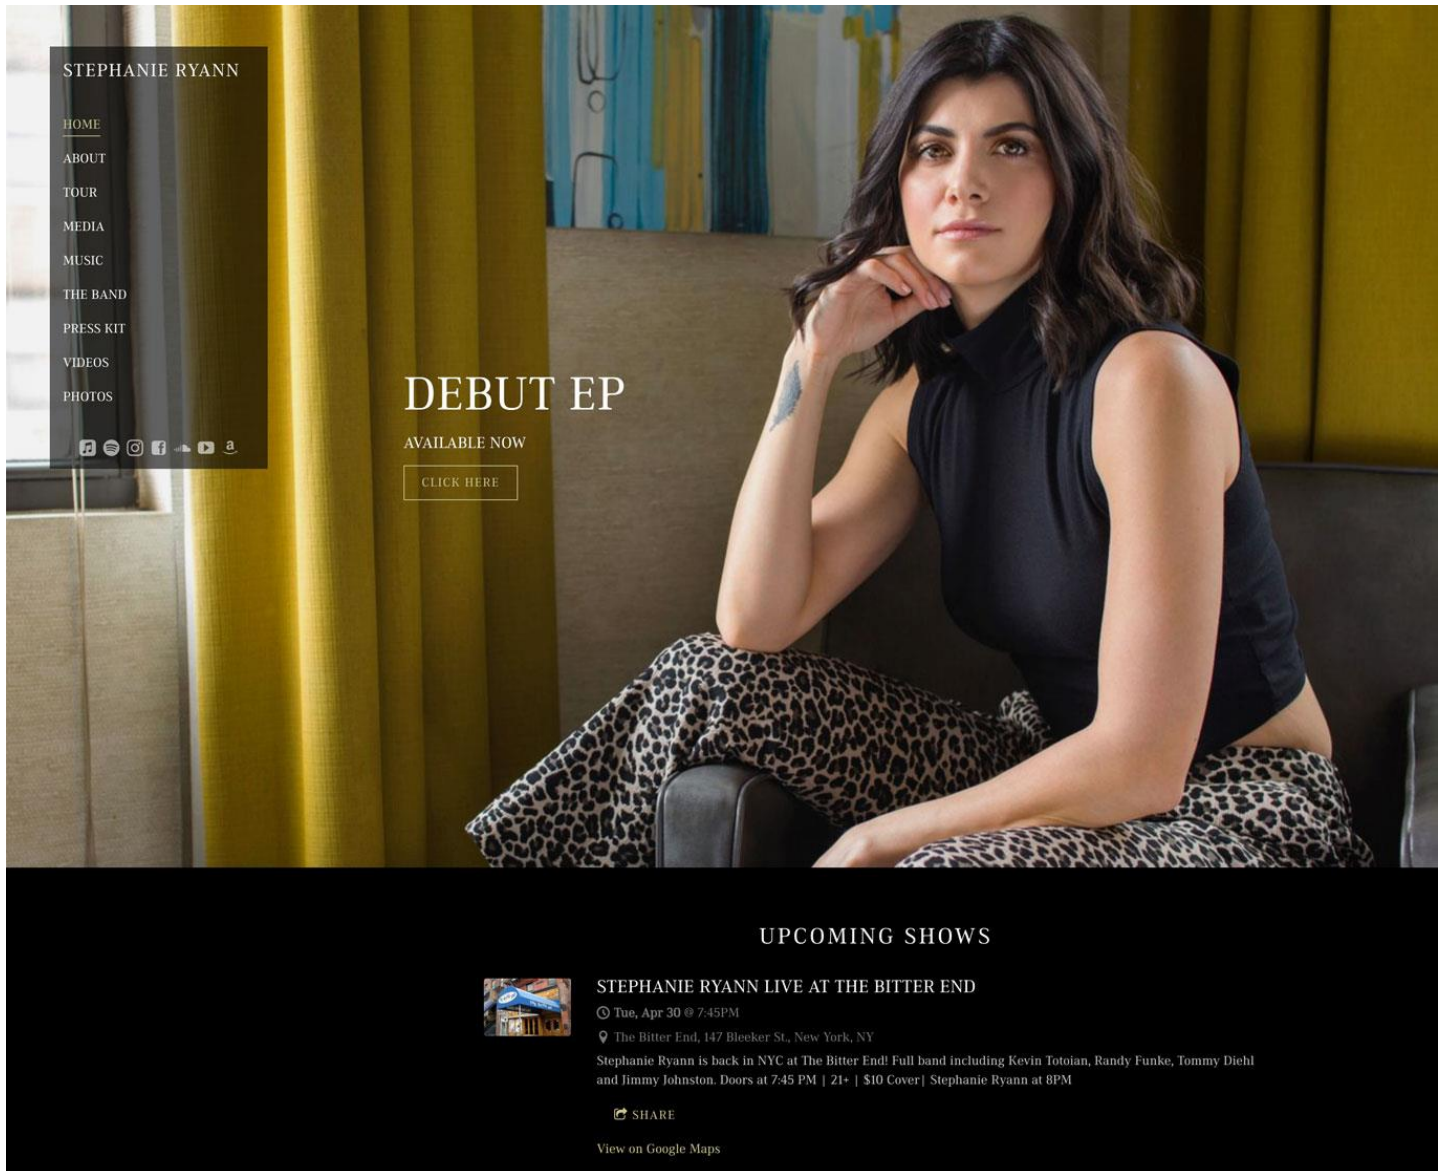 STEPHANIE RYANN
HOME
ABOUT
TOUR
MEDIA
MUSIC
THE BAND
PRESS KIT
VIDEOS
PHOTOS
DEBUT EP
AVAILABLE NOW
CLICK HERE
UPCOMING SHOWS
STEPHANIE RYANN LIVE AT THE BITTER END
Tue, Apr 30 @ 7:45PM
The Bitter End, 147 Bleeker St., New York, NY
Stephanie Ryann is back in NYC at The Bitter End! Full band including Kevin Totoian, Randy Funke, Tommy Diehl
and Jimmy Johnston. Doors at 7:45 PM | 21+ | $10 Cover| Stephanie Ryann at 8PM
SHARE
View on Google Maps